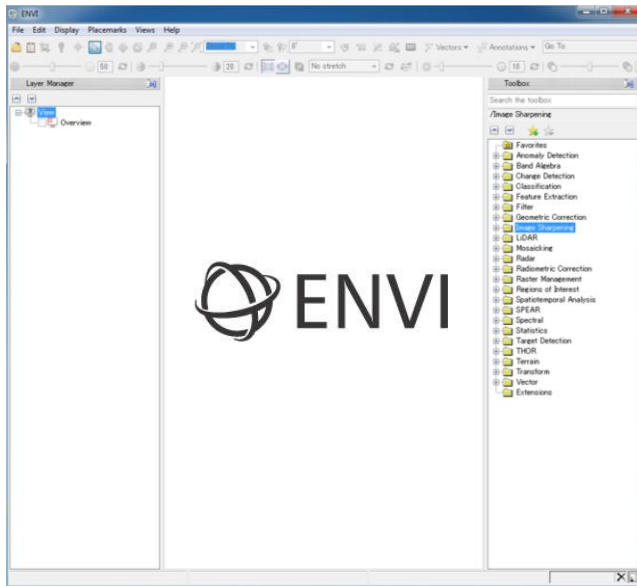 ENVI
File Edit Display Placemarks Views Help
Vectors Annotations Go To
50 20 No stretch 10
Layer Manager
View
Overview
ENVI
Toolbox
Search the toolbox
/Image Sharpening
Favorites
Anomaly Detection
Band Algebra
Change Detection
Classification
Feature Extraction
Filter
Geometric Correction
Image Sharpening
LiDAR
Mosaicking
Radar
Radiometric Correction
Raster Management
Regions of Interest
Spatiotemporal Analysis
SPEAR
Spectral
Statistics
Target Detection
THOR
Terrain
Transform
Vector
Extensions